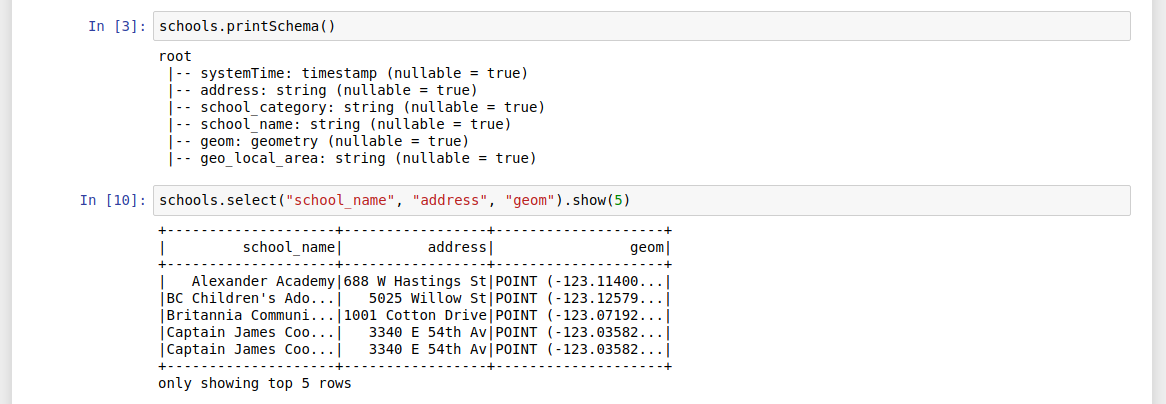 In [3]: schools.printSchema()
root
 |-- systemTime: timestamp (nullable = true)
 |-- address: string (nullable = true)
 |-- school_category: string (nullable = true)
 |-- school_name: string (nullable = true)
 |-- geom: geometry (nullable = true)
 |-- geo_local_area: string (nullable = true)
In [10]: schools.select("school_name", "address", "geom").show(5)
+--------------------+-----------------+--------------------+
|         school_name|          address|                geom|
+--------------------+-----------------+--------------------+
|   Alexander Academy|688 W Hastings St|POINT (-123.11400...|
|BC Children's Ado...|   5025 Willow St|POINT (-123.12579...|
|Britannia Communi...|1001 Cotton Drive|POINT (-123.07192...|
|Captain James Coo...|   3340 E 54th Av|POINT (-123.03582...|
|Captain James Coo...|   3340 E 54th Av|POINT (-123.03582...|
+--------------------+-----------------+--------------------+
only showing top 5 rows